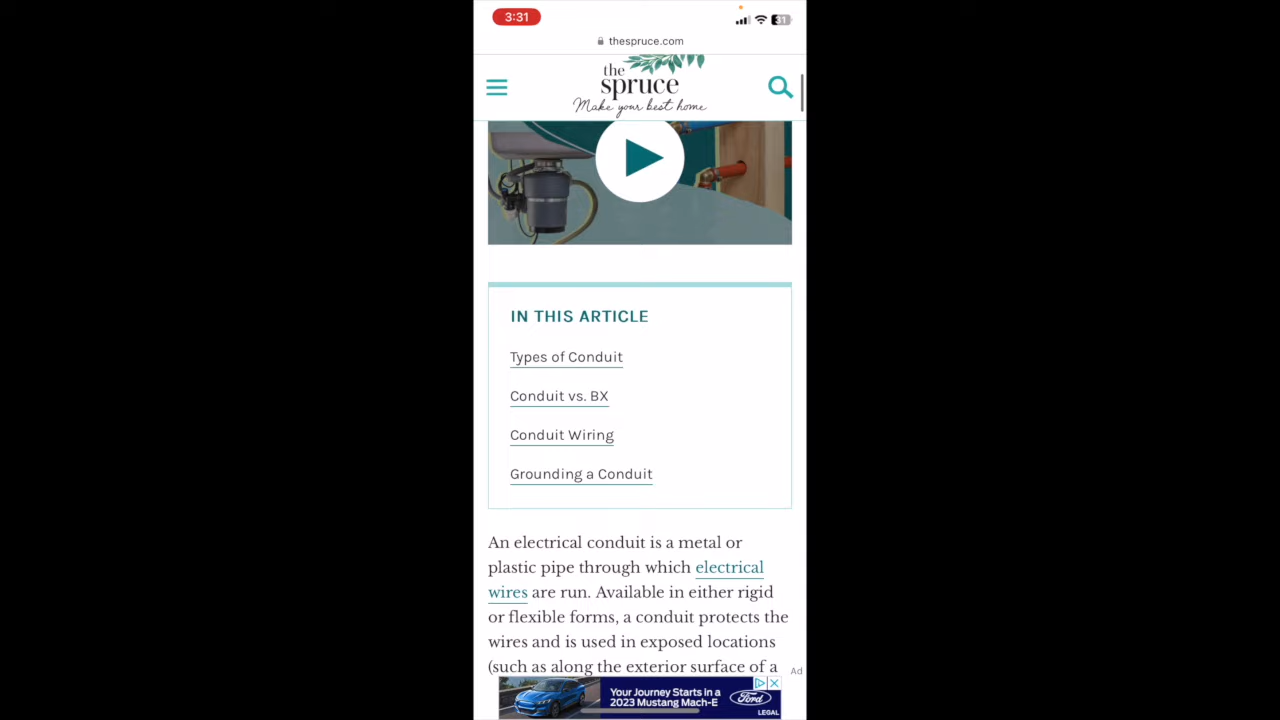 3:31
31
thespruce.com
the
spruce
Make your best home
IN THIS ARTICLE
Types of Conduit
Conduit vs. BX
Conduit Wiring
Grounding a Conduit
An electrical conduit is a metal or
plastic pipe through which electrical
wires are run. Available in either rigid
or flexible forms, a conduit protects the
wires and is used in exposed locations
(such as along the exterior surface of a
Ad
Your Journey Starts in a
2023 Mustang Mach-E
Ford
LEGAL